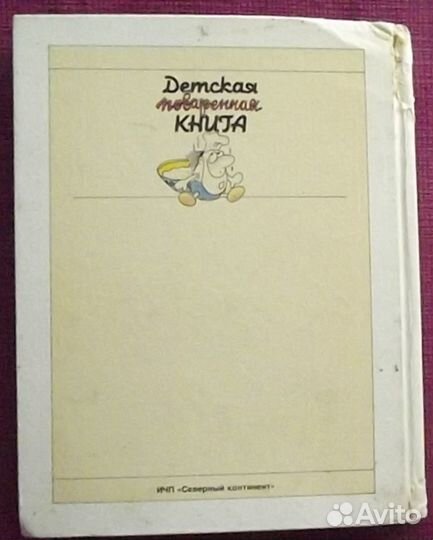 Детская
поваренная
КНИГА
ИЧП «Северный континент»
Avito